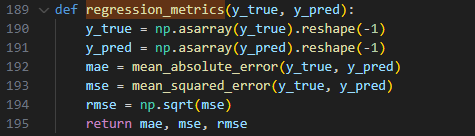 189 def regression_metrics(y_true, y_pred):
190     y_true = np.asarray(y_true).reshape(-1)
191     y_pred = np.asarray(y_pred).reshape(-1)
192     mae = mean_absolute_error(y_true, y_pred)
193     mse = mean_squared_error(y_true, y_pred)
194     rmse = np.sqrt(mse)
195     return mae, mse, rmse